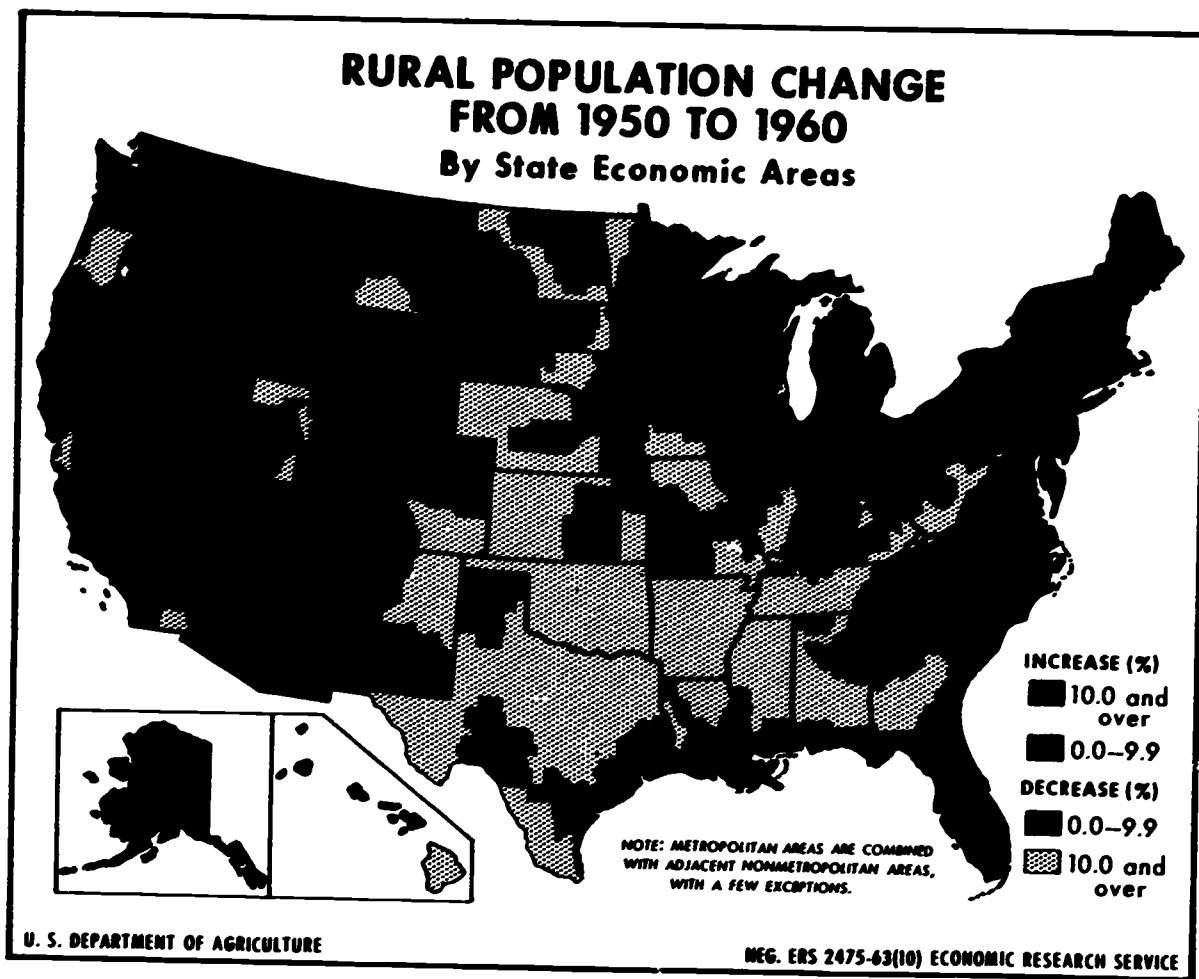 RURAL POPULATION CHANGE
FROM 1950 TO 1960
By State Economic Areas
INCREASE (%)
10.0 and
over
0.0–9.9
DECREASE (%)
0.0–9.9
10.0 and
over
NOTE: METROPOLITAN AREAS ARE COMBINED
WITH ADJACENT NONMETROPOLITAN AREAS,
WITH A FEW EXCEPTIONS.
U. S. DEPARTMENT OF AGRICULTURE
NEG. ERS 2475-63(10) ECONOMIC RESEARCH SERVICE